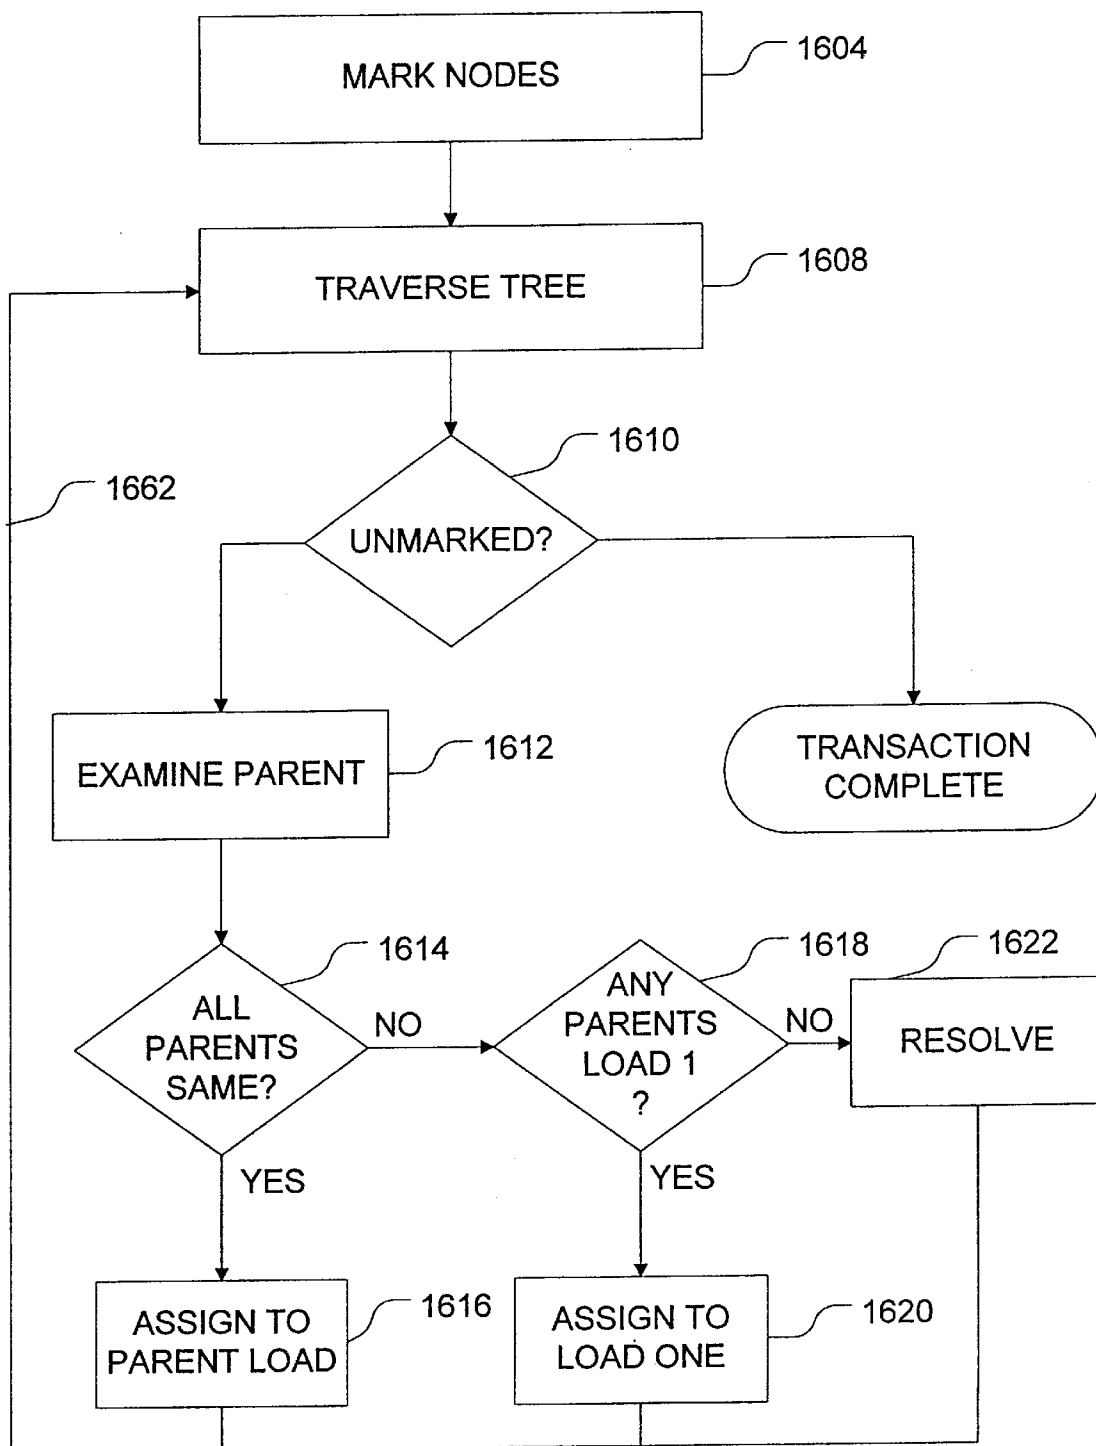 MARK NODES
1604
TRAVERSE TREE
1608
1610
UNMARKED?
1662
EXAMINE PARENT
1612
TRANSACTION
COMPLETE
1614
ALL
PARENTS
SAME?
NO
1618
ANY
PARENTS
LOAD 1
?
NO
1622
RESOLVE
YES
YES
ASSIGN TO
PARENT LOAD
1616
ASSIGN TO
LOAD ONE
1620